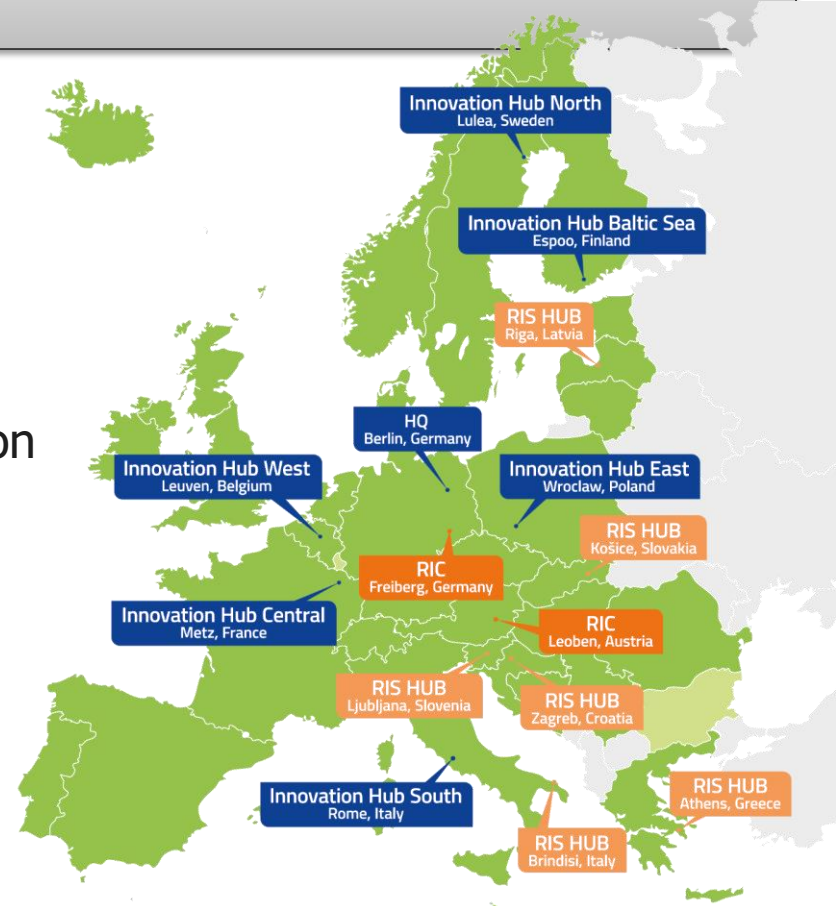 Innovation Hub North
Lulea, Sweden
Innovation Hub Baltic Sea
Espoo, Finland
RIS HUB
Riga, Latvia
HQ
Berlin, Germany
on
Innovation Hub West
Leuven, Belgium
Innovation Hub East
Wroclaw, Poland
RIS HUB
Košice, Slovakia
RIC
Freiberg, Germany
Innovation Hub Central
Metz, France
RIC
Leoben, Austria
RIS HUB
Ljubljana, Slovenia
RIS HUB
Zagreb, Croatia
Innovation Hub South
Rome, Italy
RIS HUB
Athens, Greece
RIS HUB
Brindisi, Italy